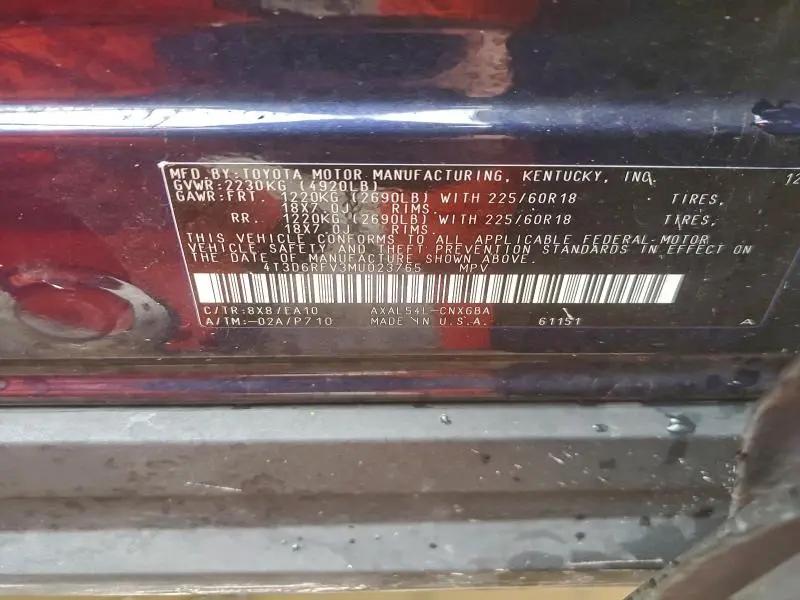 MFD.BY:TOYOTA MOTOR MANUFACTURING, KENTUCKY, INC. 12
GVWR:2230KG (4920LB)
GAWR:FRT. 1220KG (2690LB) WITH 225/60R18 TIRES,
18X7.0J RIMS.
RR. 1220KG (2690LB) WITH 225/60R18 TIRES,
18X7.0J RIMS.
THIS VEHICLE CONFORMS TO ALL APPLICABLE FEDERAL MOTOR
VEHICLE SAFETY AND THEFT PREVENTION STANDARDS IN EFFECT ON
THE DATE OF MANUFACTURE SHOWN ABOVE.
4T3D6RFV3MU023765 MPV
C/TR:8X8/EA10 AXAL54L-CNXGBA
A/TM:-02A/P710 MADE IN U.S.A. 61151 A